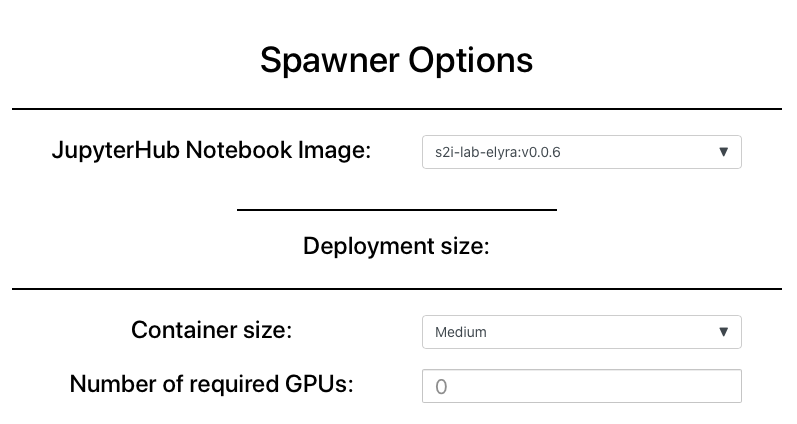 Spawner Options
JupyterHub Notebook Image: s2i-lab-elyra:v0.0.6
Deployment size:
Container size: Medium
Number of required GPUs: 0